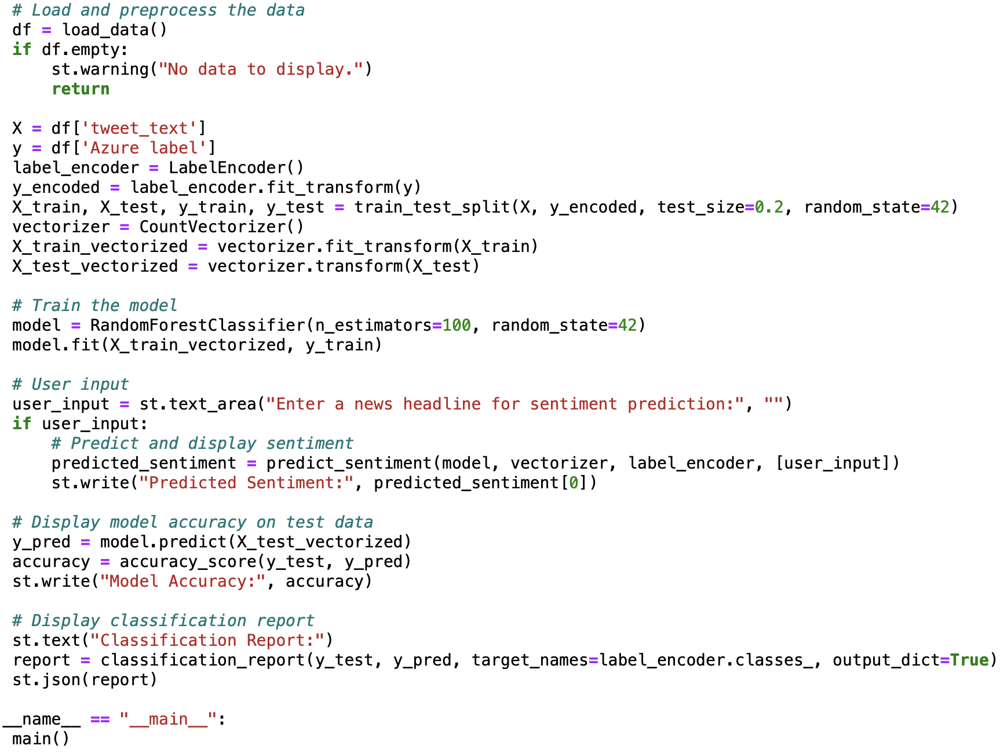 # Load and preprocess the data
df = load_data()
if df.empty:
    st.warning("No data to display.")
    return

X = df['tweet_text']
y = df['Azure label']
label_encoder = LabelEncoder()
y_encoded = label_encoder.fit_transform(y)
X_train, X_test, y_train, y_test = train_test_split(X, y_encoded, test_size=0.2, random_state=42)
vectorizer = CountVectorizer()
X_train_vectorized = vectorizer.fit_transform(X_train)
X_test_vectorized = vectorizer.transform(X_test)

# Train the model
model = RandomForestClassifier(n_estimators=100, random_state=42)
model.fit(X_train_vectorized, y_train)

# User input
user_input = st.text_area("Enter a news headline for sentiment prediction:", "")
if user_input:
    # Predict and display sentiment
    predicted_sentiment = predict_sentiment(model, vectorizer, label_encoder, [user_input])
    st.write("Predicted Sentiment:", predicted_sentiment[0])

# Display model accuracy on test data
y_pred = model.predict(X_test_vectorized)
accuracy = accuracy_score(y_test, y_pred)
st.write("Model Accuracy:", accuracy)

# Display classification report
st.text("Classification Report:")
report = classification_report(y_test, y_pred, target_names=label_encoder.classes_, output_dict=True)
st.json(report)

__name__ == "__main__":
main()